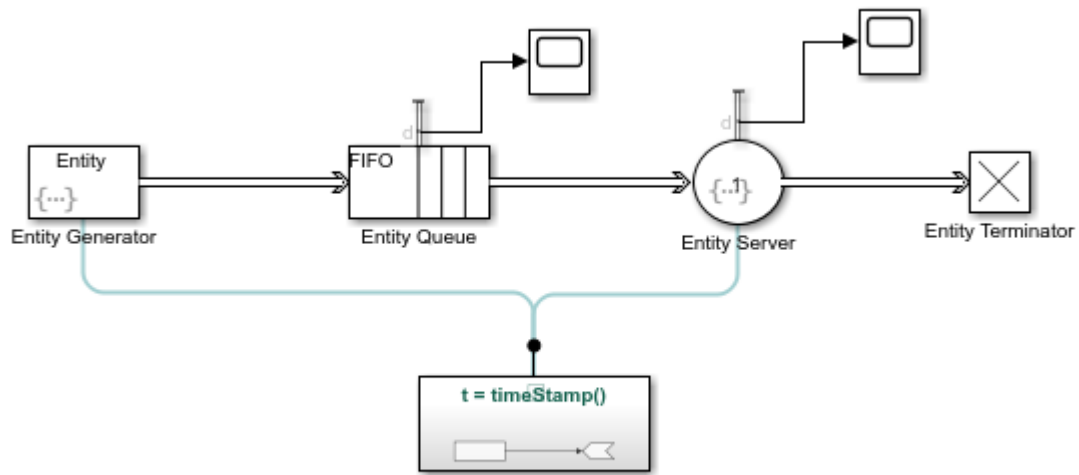 d
d
Entity
FIFO
{...}
{..1}
Entity Generator
Entity Queue
Entity Server
Entity Terminator
t = timeStamp()